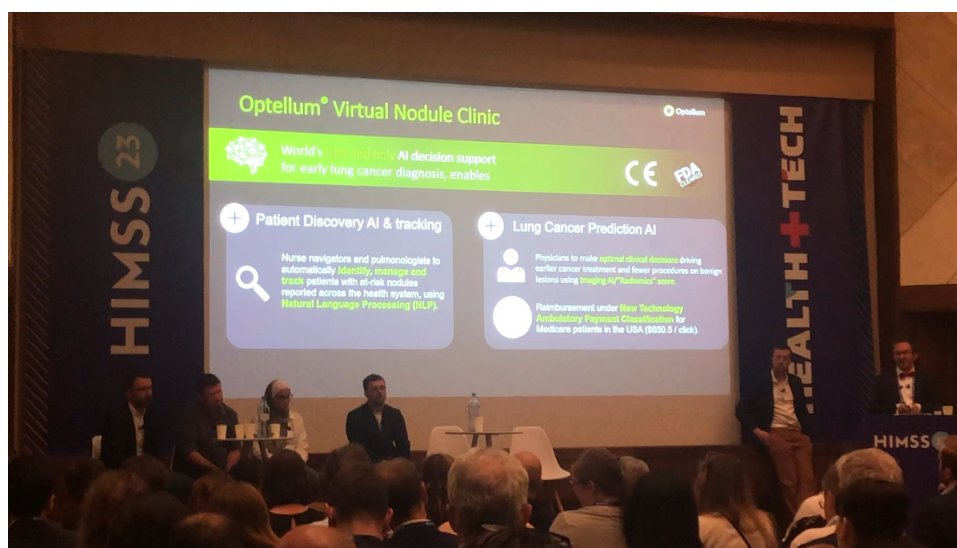 Optellum® Virtual Nodule Clinic
Optellum
World's first and only AI decision support
for early lung cancer diagnosis, enables
CE
FDA
CLEARED
Patient Discovery AI & tracking
Nurse navigators and pulmonologists to
automatically identify, manage and
track patients with at-risk nodules
reported across the health system, using
Natural Language Processing (NLP).
Lung Cancer Prediction AI
Physicians to make optimal clinical decisions driving
earlier cancer treatment and fewer procedures on benign
lesions using Imaging AI/"Radiomics" score.
Reimbursement under New Technology
Ambulatory Payment Classification for
Medicare patients in the USA ($650.5 / click).
HIMSS 23
HEALTH + TECH
HIMSS